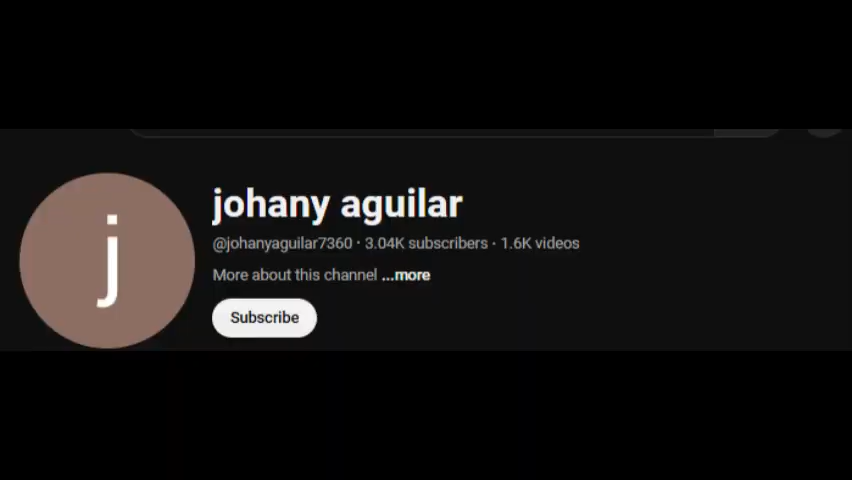 j
johany aguilar
@johanyaguilar7360 · 3.04K subscribers · 1.6K videos
More about this channel ...more
Subscribe